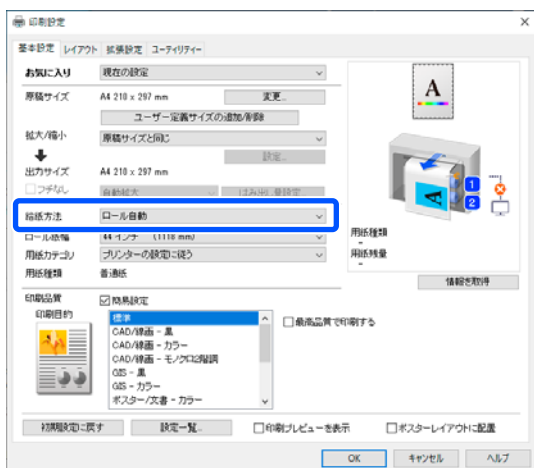 印刷設定
基本設定 レイアウト 拡張設定 ユーティリティー
お気に入り 現在の設定
原稿サイズ A4 210 x 297 mm 変更...
ユーザー定義サイズの追加/削除
拡大/縮小 原稿サイズと同じ
設定...
出力サイズ A4 210 x 297 mm
フチなし 自動拡大 はみ出し量設定...
給紙方法 ロール自動
ロール紙幅 44 インチ (1118 mm)
用紙カテゴリ プリンターの設定に従う
用紙種類 普通紙
A
1
2
用紙種類
-
用紙残量
-
情報を取得
印刷品質 簡易設定
印刷目的
標準
CAD/線画 - 黒
CAD/線画 - カラー
CAD/線画 - モノクロ2階調
GIS - 黒
GIS - カラー
ポスター/文書 - カラー
最高品質で印刷する
初期設定に戻す 設定一覧... 印刷プレビューを表示 ポスターレイアウトに配置
OK キャンセル ヘルプ